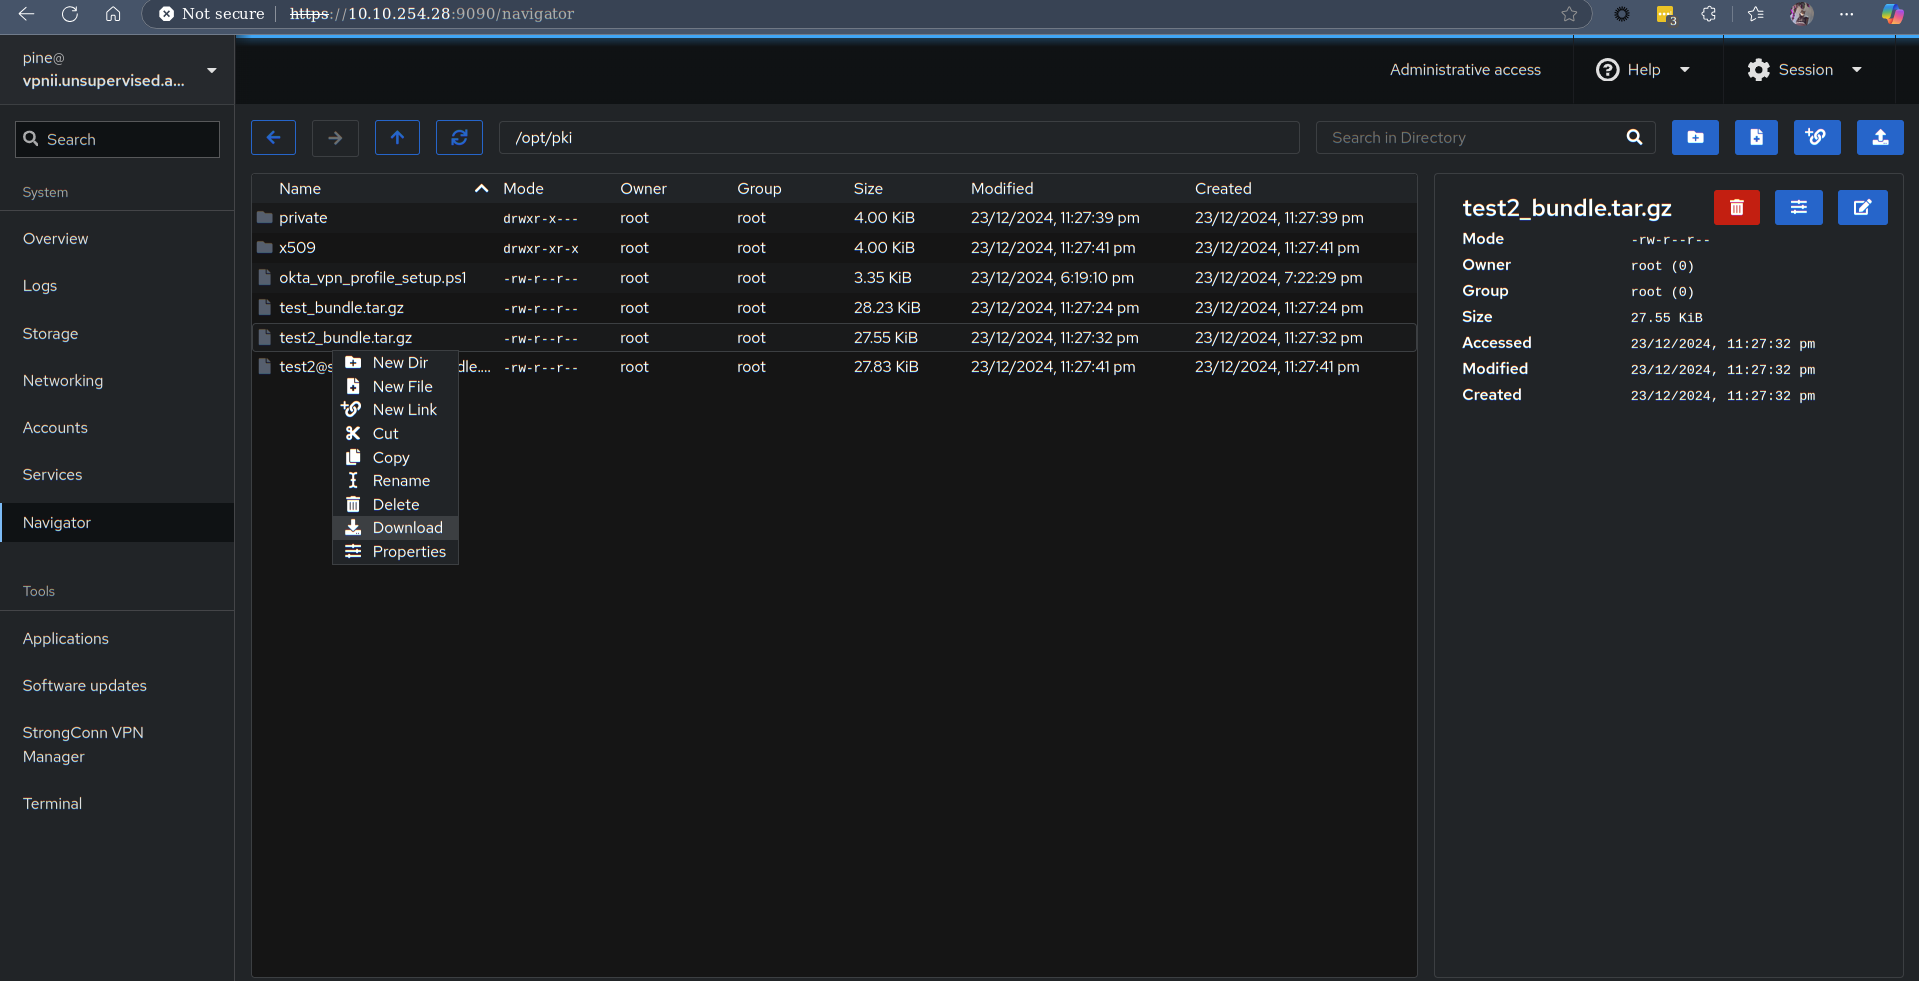 Not secure https://10.10.254.28:9090/navigator
3
pine@
vpnii.unsupervised.a...
Administrative access
Help
Session
Search
/opt/pki
Search in Directory
System
Overview
Logs
Storage
Networking
Accounts
Services
Navigator
Tools
Applications
Software updates
StrongConn VPN
Manager
Terminal
Name Mode Owner Group Size Modified Created
private drwxr-x--- root root 4.00 KiB 23/12/2024, 11:27:39 pm 23/12/2024, 11:27:39 pm
x509 drwxr-xr-x root root 4.00 KiB 23/12/2024, 11:27:41 pm 23/12/2024, 11:27:41 pm
okta_vpn_profile_setup.ps1 -rw-r--r-- root root 3.35 KiB 23/12/2024, 6:19:10 pm 23/12/2024, 7:22:29 pm
test_bundle.tar.gz -rw-r--r-- root root 28.23 KiB 23/12/2024, 11:27:24 pm 23/12/2024, 11:27:24 pm
test2_bundle.tar.gz -rw-r--r-- root root 27.55 KiB 23/12/2024, 11:27:32 pm 23/12/2024, 11:27:32 pm
test2@ dle.... -rw-r--r-- root root 27.83 KiB 23/12/2024, 11:27:41 pm 23/12/2024, 11:27:41 pm
New Dir
New File
New Link
Cut
Copy
Rename
Delete
Download
Properties
test2_bundle.tar.gz
Mode -rw-r--r--
Owner root (0)
Group root (0)
Size 27.55 KiB
Accessed 23/12/2024, 11:27:32 pm
Modified 23/12/2024, 11:27:32 pm
Created 23/12/2024, 11:27:32 pm